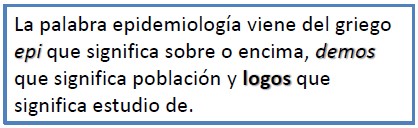 La palabra epidemiología viene del griego
epi que significa sobre o encima, demos
que significa población y logos que
significa estudio de.